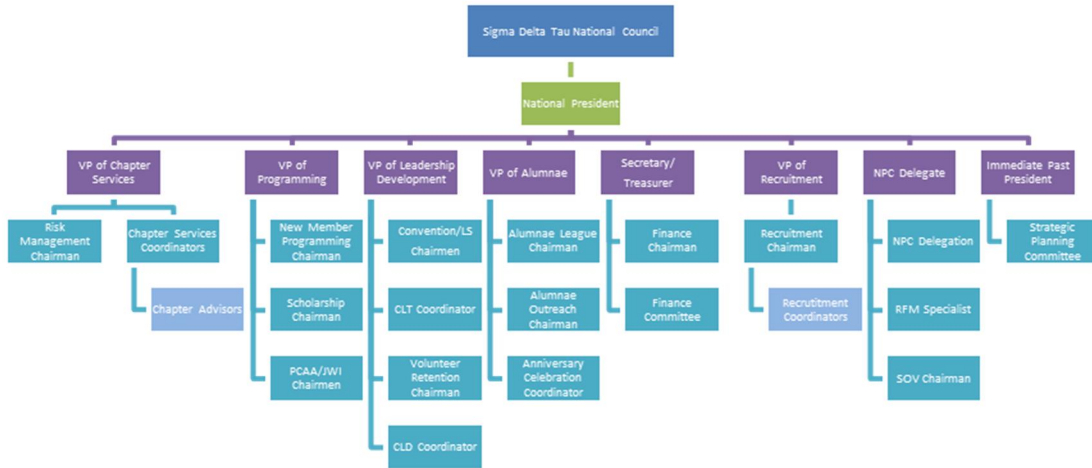 Sigma Delta Tau National Council
National President
VP of Chapter
Services
VP of
Programming
VP of Leadership
Development
VP of Alumnae
Secretary/
Treasurer
VP of
Recruitment
NPC Delegate
Immediate Past
President
Risk
Management
Chairman
Chapter Services
Coordinators
New Member
Programming
Chairman
Convention/LS
Chairmen
Alumnae League
Chairman
Finance
Chairman
Recruitment
Chairman
NPC Delegation
Strategic
Planning
Committee
Chapter Advisors
Scholarship
Chairman
CLT Coordinator
Alumnae
Outreach
Chairman
Finance
Committee
Recrutitment
Coordinators
RFM Specialist
PCAA/JWI
Chairmen
Volunteer
Retention
Chairman
Anniversary
Celebration
Coordinator
SOV Chairman
CLD Coordinator